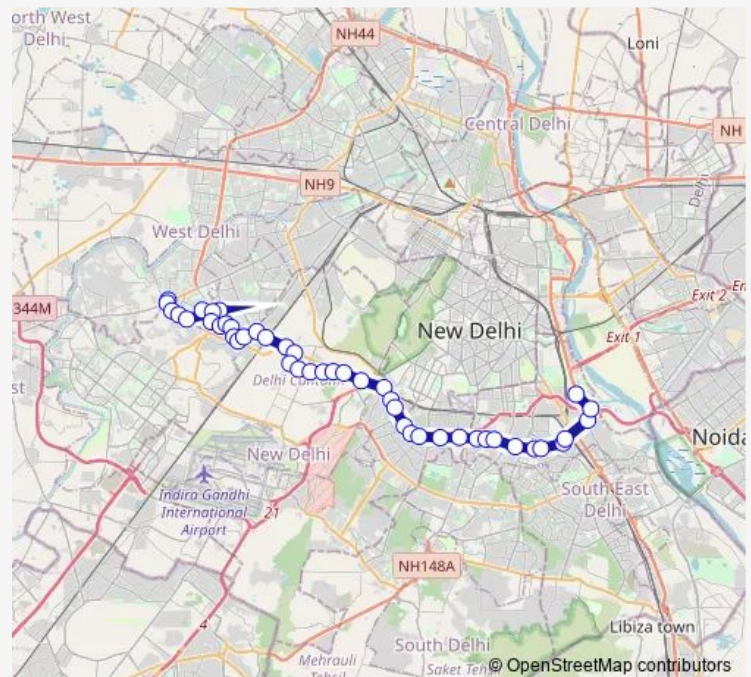 orth West
Delhi
NH44
Loni
Central Delhi
NH
NH9
Delhi
West Delhi
344M
Exit 2
New Delhi
Exit 1
Delhi
New Delhi
Noida
Indira Gandhi
International
Airport
21
South East
Delhi
NH148A
4
Libiza town
South Delhi
Mehrauli
Saket
© OpenStreetMap contributors